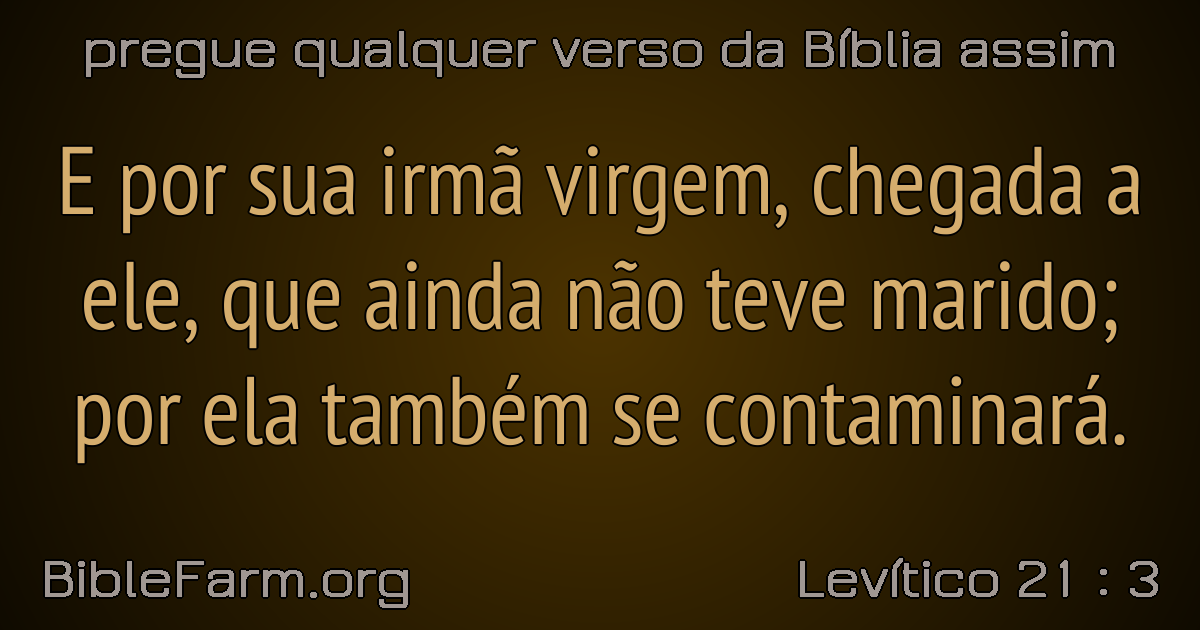 pregue qualquer verso da Bíblia assim
E por sua irmã virgem, chegada a
ele, que ainda não teve marido;
por ela também se contaminará.
BibleFarm.org
Levítico 21 : 3